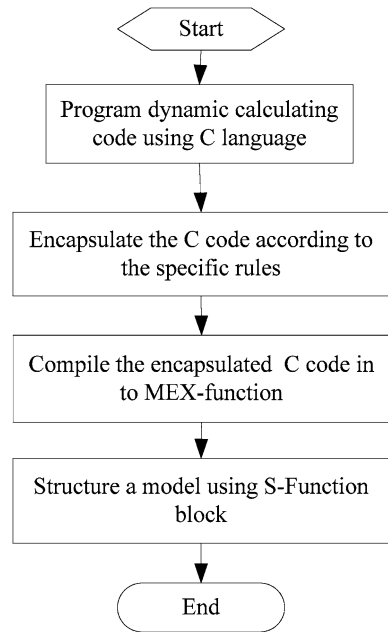 Start
Program dynamic calculating
code using C language
Encapsulate the C code according to
the specific rules
Compile the encapsulated  C code in
to MEX-function
Structure a model using S-Function
block
End